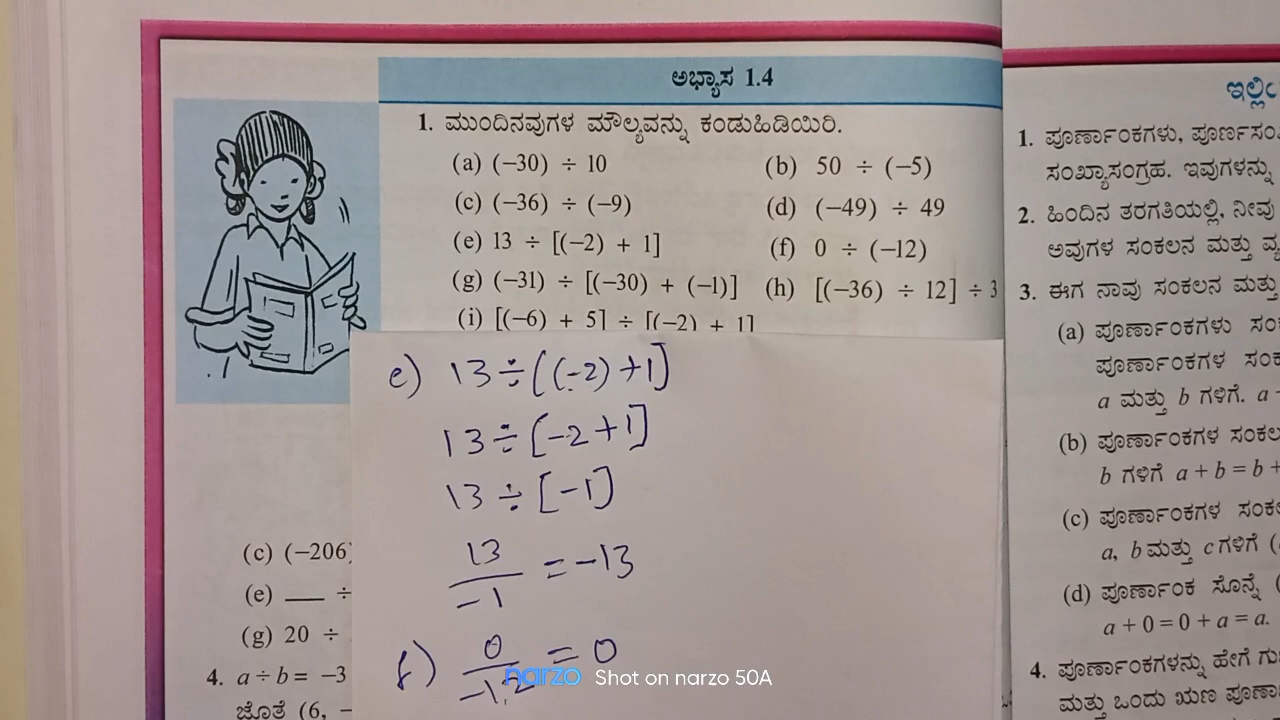 ಅಭ್ಯಾಸ 1.4
1. ಮುಂದಿನವುಗಳ ಮೌಲ್ಯವನ್ನು ಕಂಡುಹಿಡಿಯಿರಿ.
(a) (−30) ÷ 10 (b) 50 ÷ (−5)
(c) (−36) ÷ (−9) (d) (−49) ÷ 49
(e) 13 ÷ [(−2) + 1] (f) 0 ÷ (−12)
(g) (−31) ÷ [(−30) + (−1)] (h) [(−36) ÷ 12] ÷ 3
(i) [(−6) + 5] ÷ [(−2) + 1]
e) 13 ÷ [(-2) + 1]
13 ÷ [-2 + 1]
13 ÷ [-1]
13
— = -13
-1
f) 0
— = 0
-12
(c) (−206)
(e) ___ ÷
(g) 20 ÷
4. a ÷ b = −3
ಜೊತೆ (6, −
narzo Shot on narzo 50A
1. ಪೂರ್ಣಾಂಕಗಳು, ಪೂರ್ಣಸಂ
ಸಂಖ್ಯಾಸಂಗ್ರಹ. ಇವುಗಳನ್ನು
2. ಹಿಂದಿನ ತರಗತಿಯಲ್ಲಿ, ನೀವು
ಅವುಗಳ ಸಂಕಲನ ಮತ್ತು ವ್ಯ
3. ಈಗ ನಾವು ಸಂಕಲನ ಮತ್ತು
(a) ಪೂರ್ಣಾಂಕಗಳು ಸಂ
ಪೂರ್ಣಾಂಕಗಳ ಸಂಕ
a ಮತ್ತು b ಗಳಿಗೆ. a −
(b) ಪೂರ್ಣಾಂಕಗಳ ಸಂಕಲ
b ಗಳಿಗೆ a + b = b +
(c) ಪೂರ್ಣಾಂಕಗಳ ಸಂಕ
a, b ಮತ್ತು c ಗಳಿಗೆ (
(d) ಪೂರ್ಣಾಂಕ ಸೊನ್ನೆ (
a + 0 = 0 + a = a.
4. ಪೂರ್ಣಾಂಕಗಳನ್ನು ಹೇಗೆ ಗು
ಮತ್ತು ಒಂದು ಋಣ ಪೂರ್ಣಾ